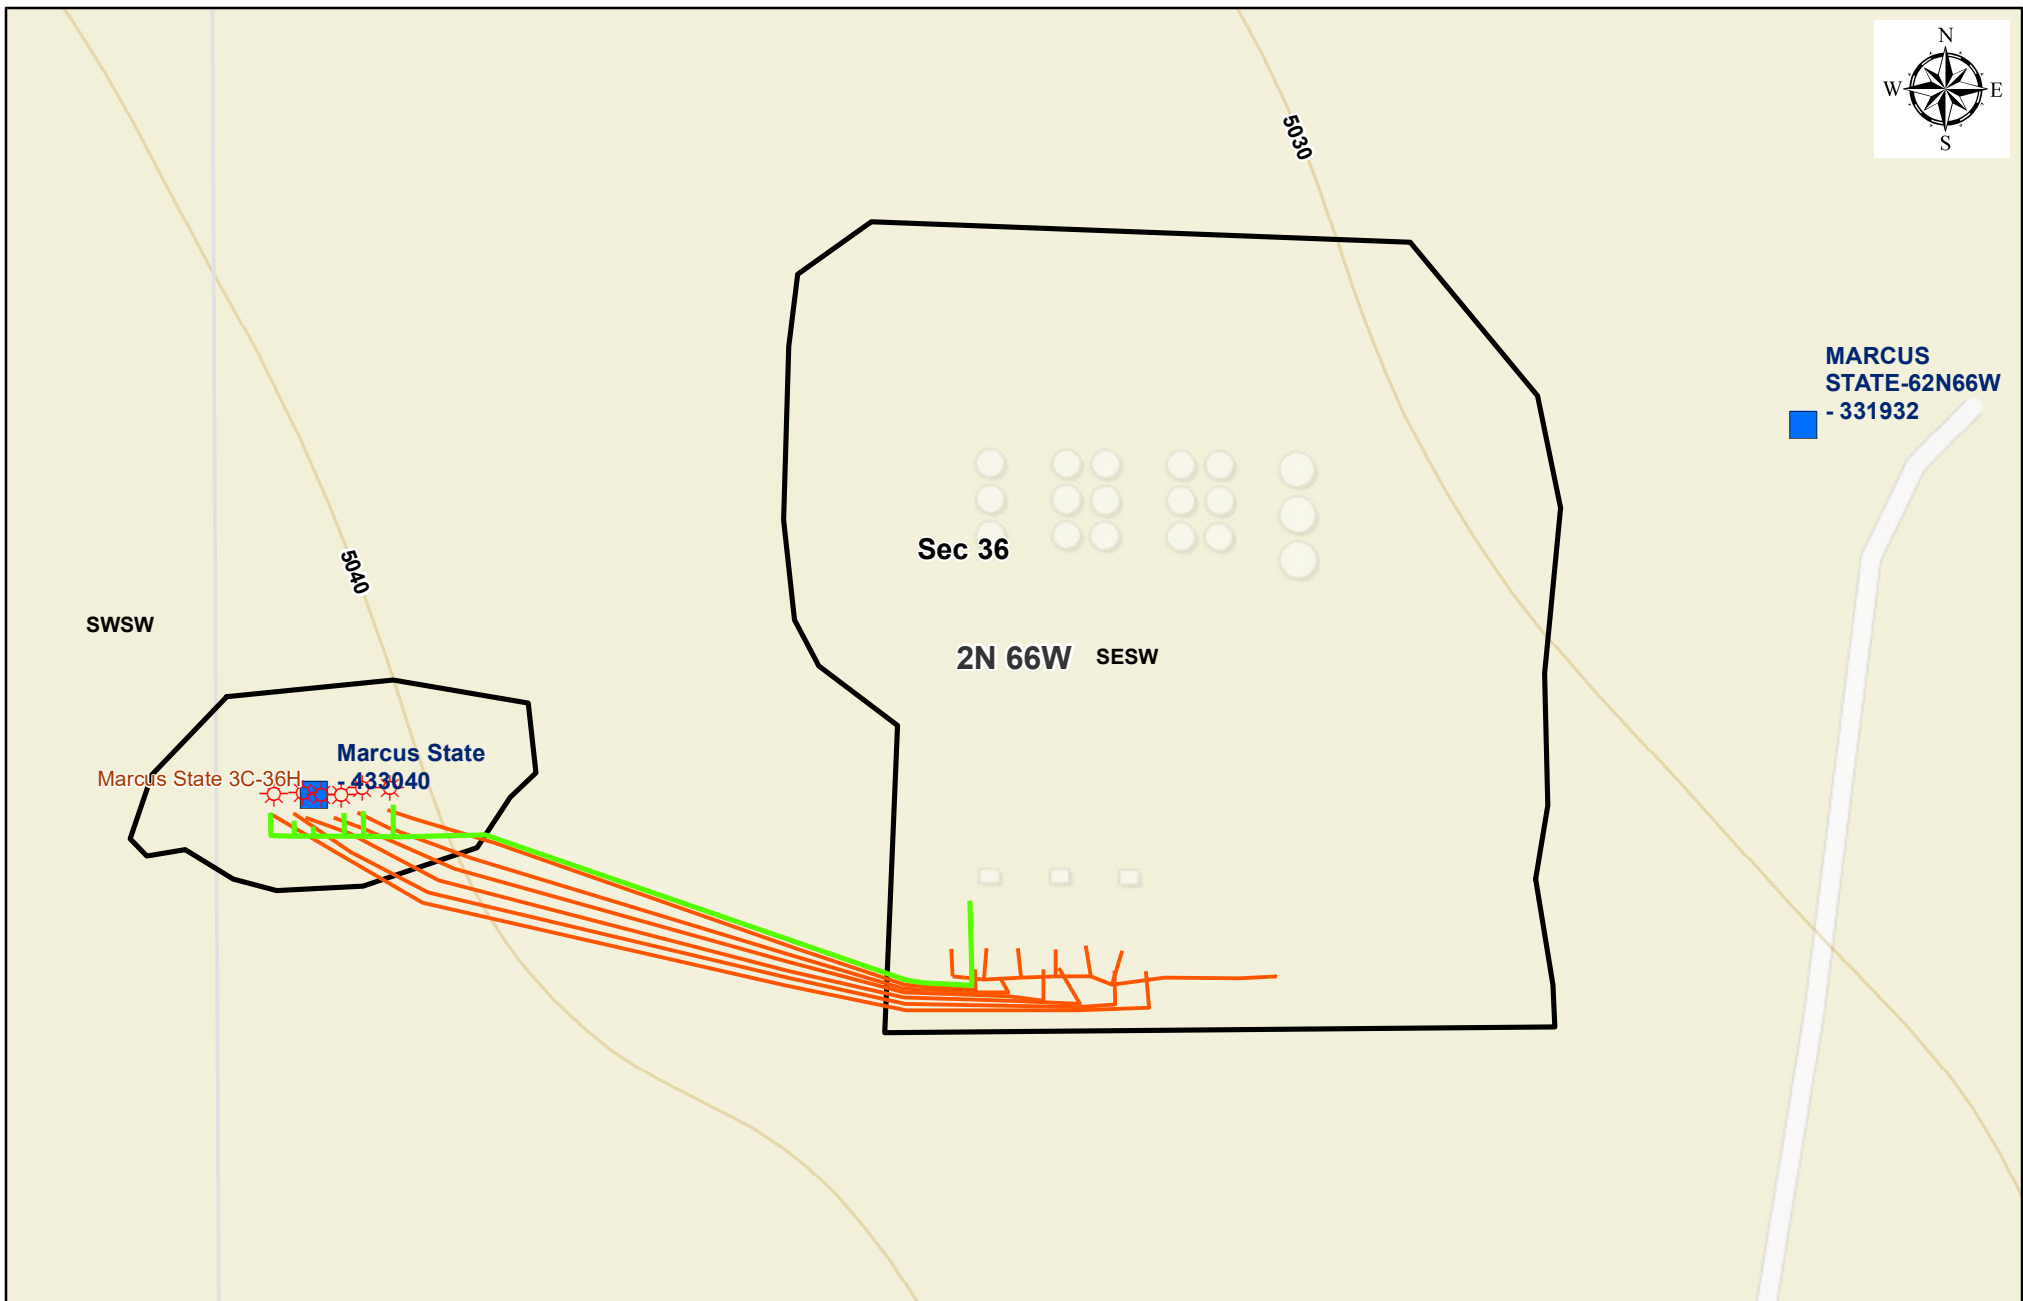 N
W E
S
5030
MARCUS
STATE-62N66W
- 331932
Sec 36
5040
SWSW
2N 66W
SESW
Marcus State
- 433040
Marcus State 3C-36H